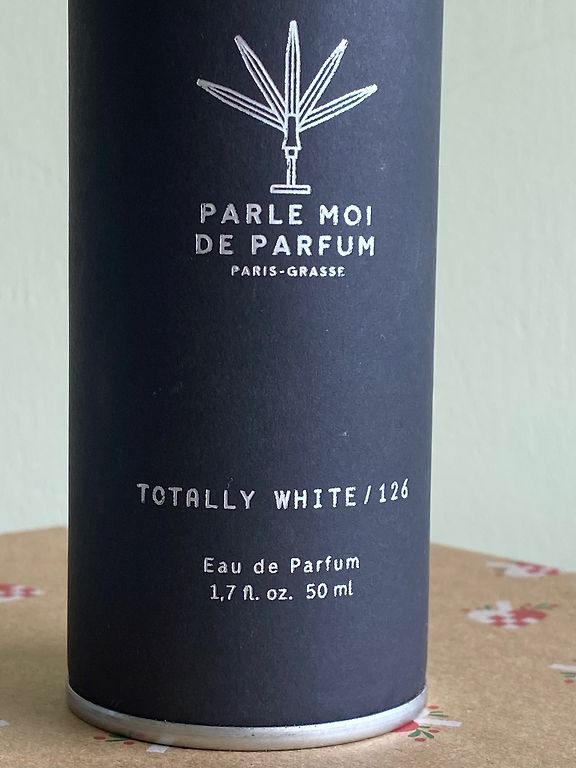 PARLE MOI
DE PARFUM
PARIS-GRASSE
TOTALLY WHITE/126
Eau de Parfum
1,7 fl. oz. 50 ml